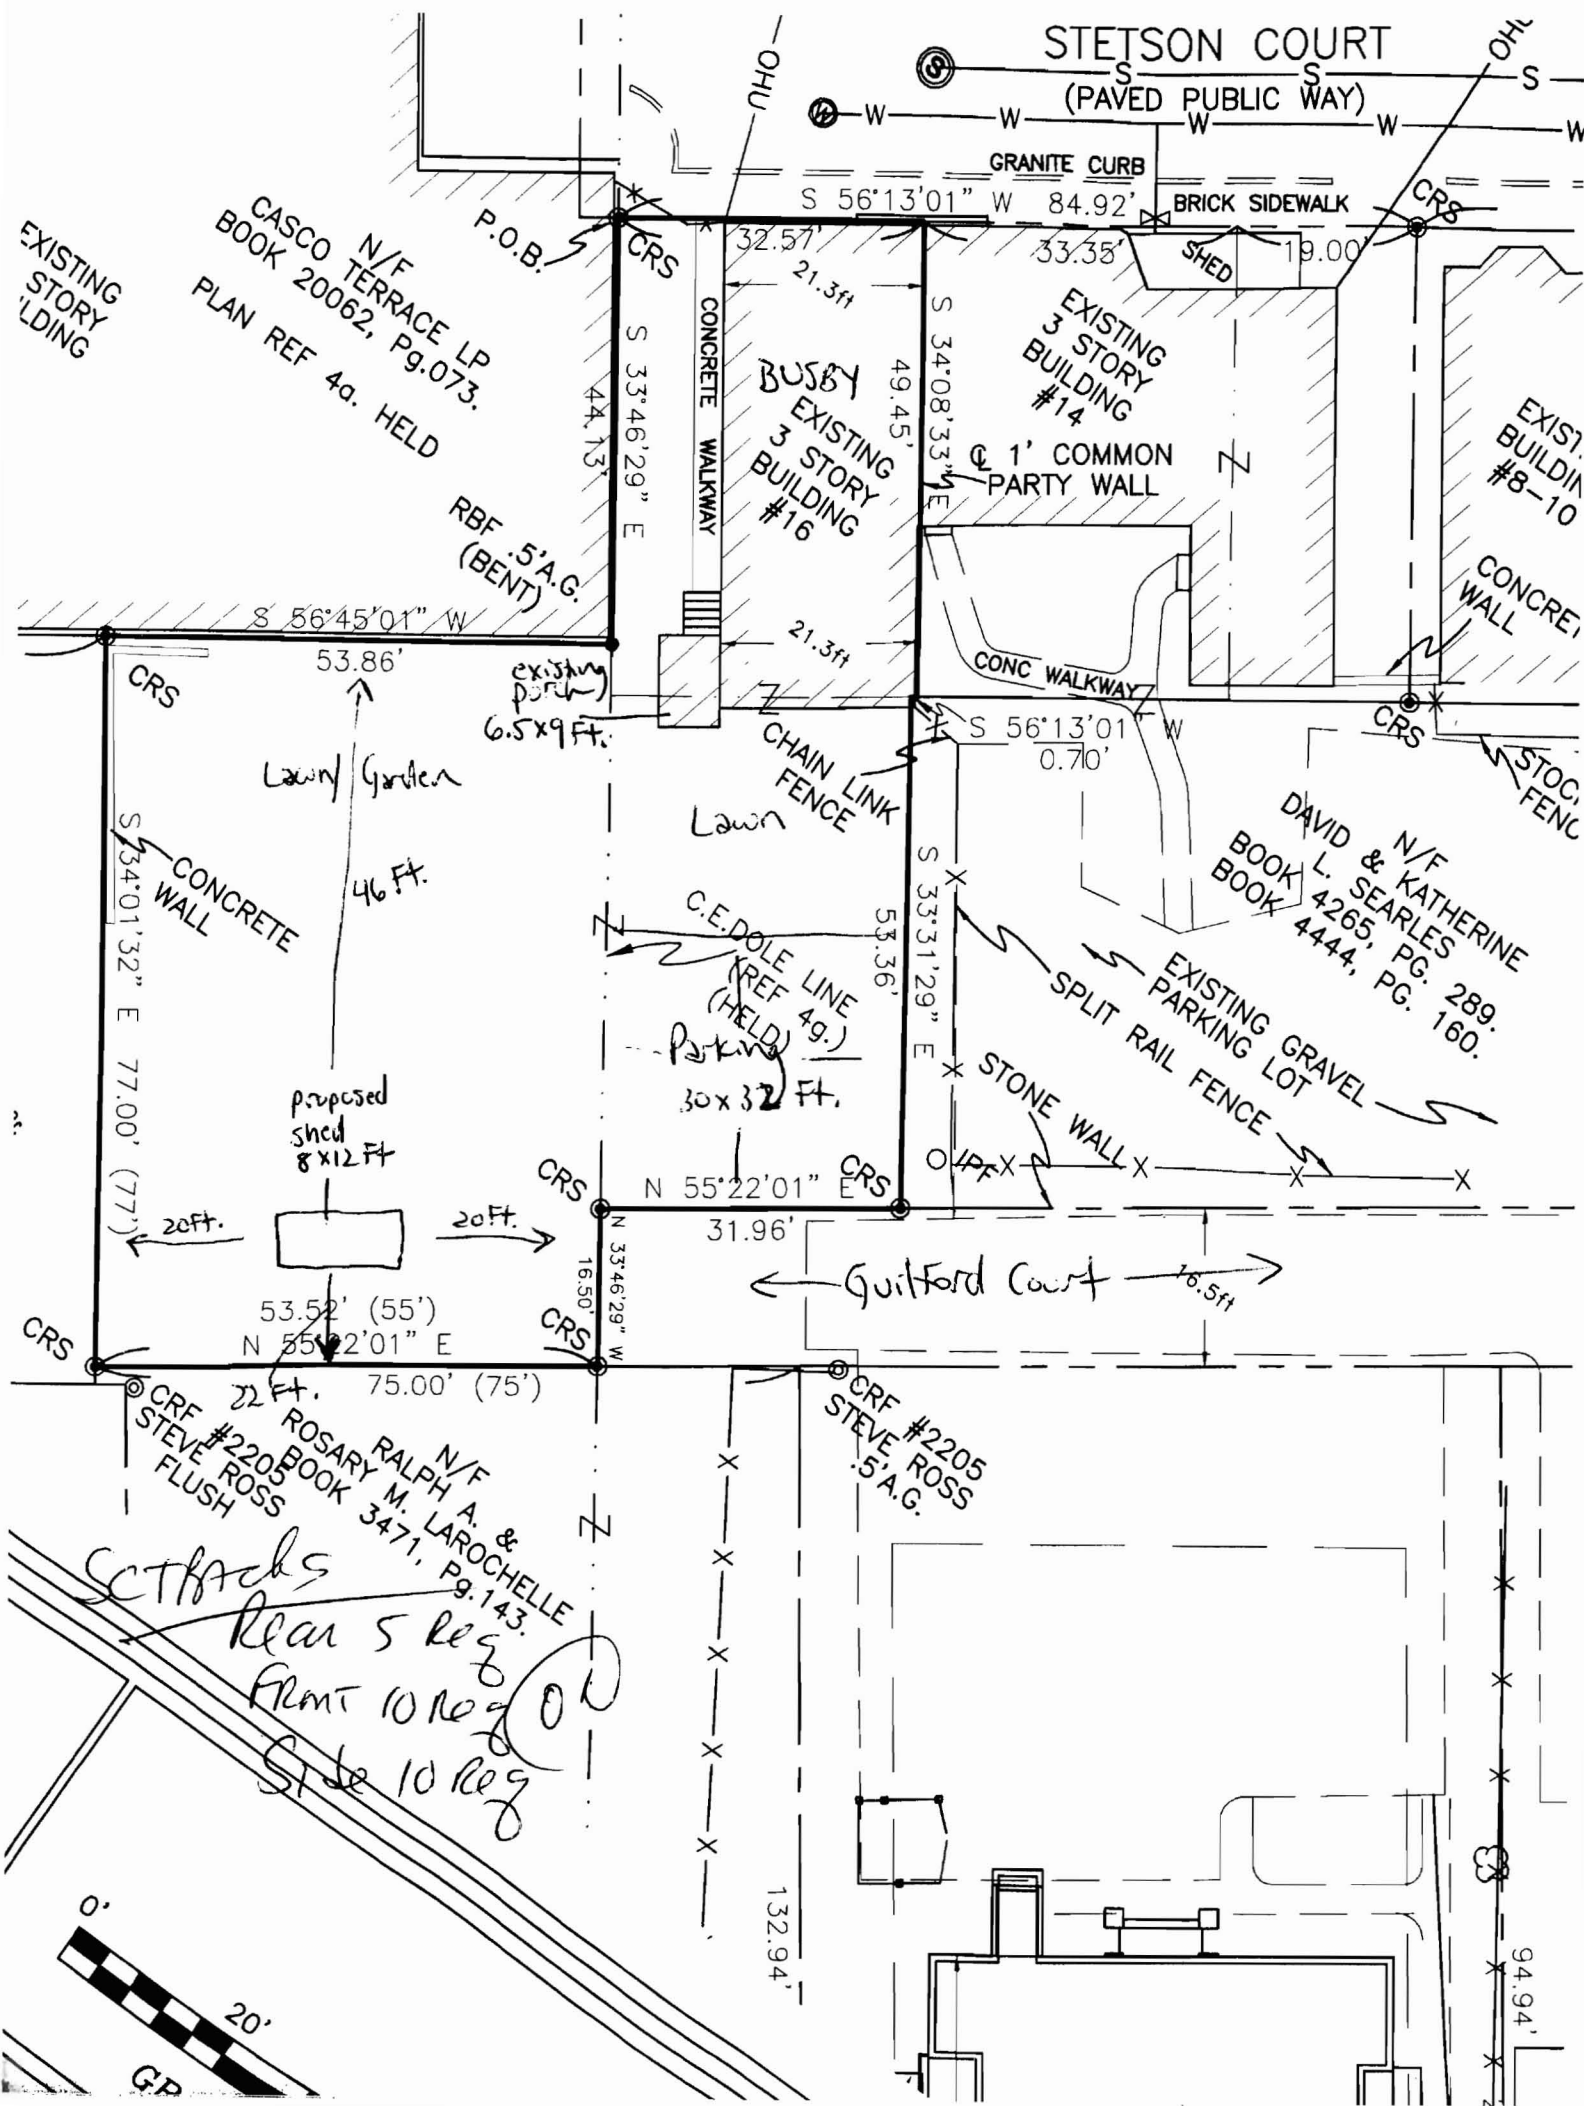 STETSON COURT
(PAVED PUBLIC WAY)
OHU
OHU
S
S
S
S
W
W
W
W
W
W
GRANITE CURB
BRICK SIDEWALK
S 56°13'01" W 84.92'
P.O.B.
CRS
CRS
32.57'
33.35'
19.00'
SHED
21.3ft
EXISTING
STORY
LDING
N/F
CASCO TERRACE LP
BOOK 20062, Pg.073.
PLAN REF 4a. HELD
S 33°46'29" E
44.13'
CONCRETE WALKWAY
BUSBY
EXISTING
3 STORY
BUILDING
#16
49.45'
S 34°08'33" E
EXISTING
3 STORY
BUILDING
#14
℄ 1' COMMON
PARTY WALL
EXIST.
BUILDIN
#8-10
CONCRET
WALL
RBF .5'A.G.
(BENT)
S 56°45'01" W
53.86'
CRS
existing
porch
6.5x9 Ft.
21.3ft
CONC WALKWAY
S 56°13'01 W
0.70'
CRS
STOC
FENC
CHAIN LINK
FENCE
Lawn/ Garden
Lawn
46 Ft.
CONCRETE
WALL
S 34°01'32" E 77.00' (77')
C.E.DOLE LINE
(REF 4g.)
(HELD)
53.36'
S 33°31'29" E
N/F
DAVID & KATHERINE
L. SEARLES
BOOK 4265, PG. 289.
BOOK 4444, PG. 160.
EXISTING GRAVEL
PARKING LOT
SPLIT RAIL FENCE
STONE WALL
Parking
30x32 Ft.
proposed
shed
8x12 Ft
20Ft.
20Ft.
CRS
N 55°22'01" E
31.96'
CRS
IPF
N 33°46'29" W
16.50'
Guilford Court
16.5ft
53.52' (55')
N 55°22'01" E
75.00' (75')
CRS
CRS
22 Ft.
CRF #2205
STEVE ROSS
FLUSH
N/F
RALPH A. &
ROSARY M. LAROCHELLE
BOOK 3471, Pg.143.
CRF #2205
STEVE ROSS
.5'A.G.
Setbacks
Rear 5 Req
Front 10 Req
Side 10 Req
132.94'
94.94'
0'
20'